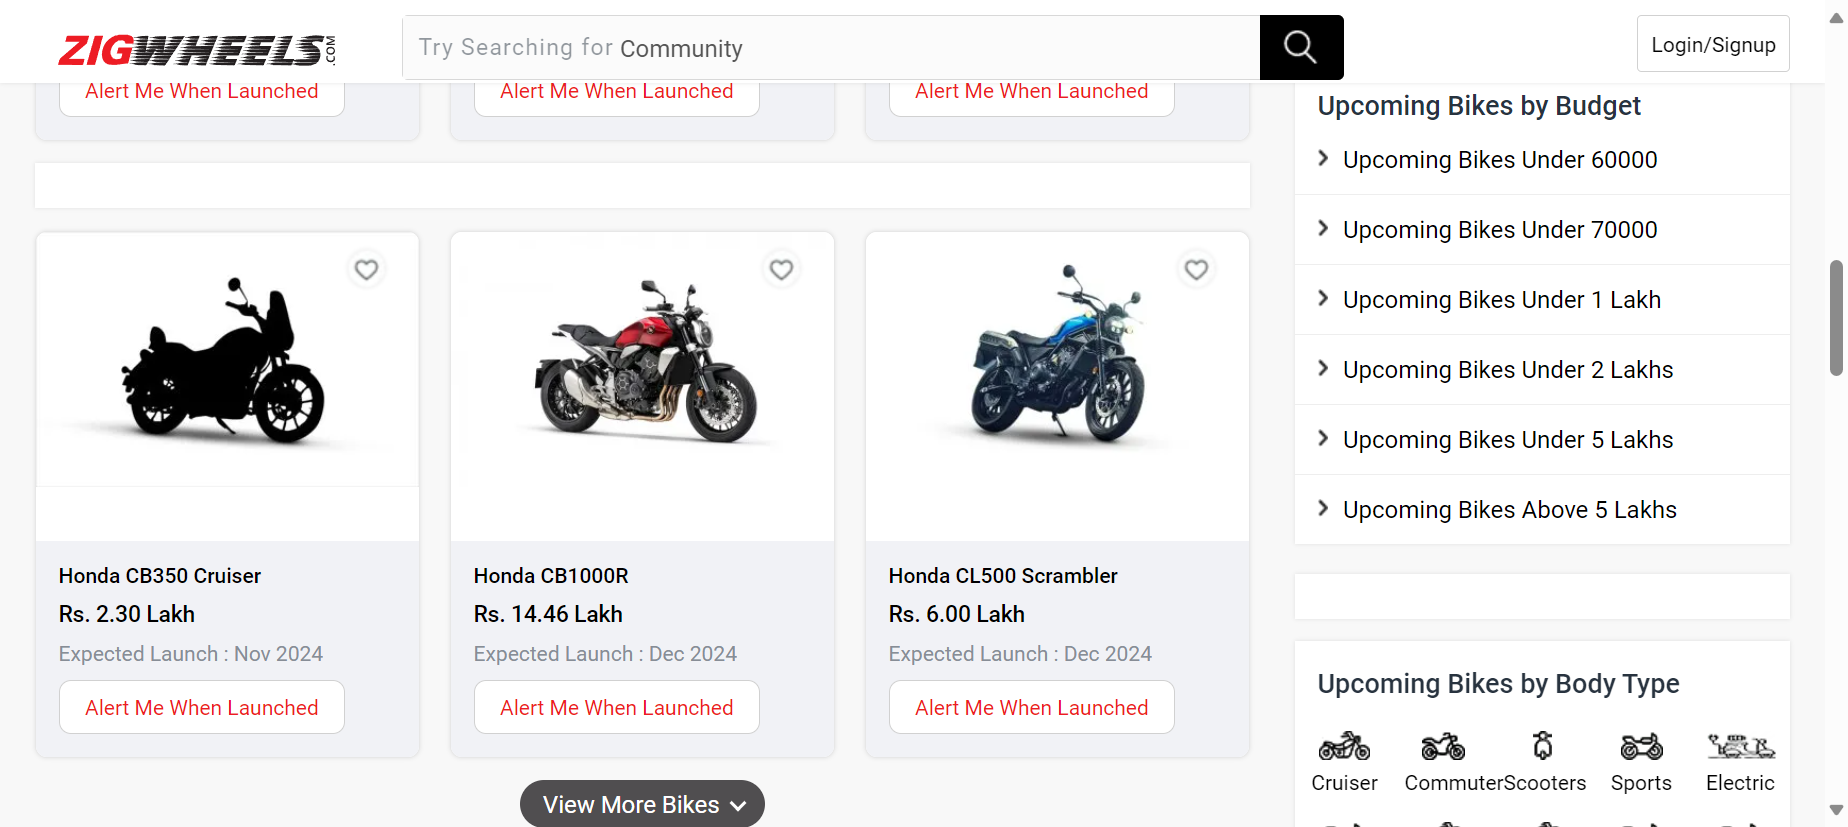 ZIGWHEELS.COM
Try Searching for Community
Login/Signup
Alert Me When Launched
Alert Me When Launched
Alert Me When Launched
Honda CB350 Cruiser
Rs. 2.30 Lakh
Expected Launch : Nov 2024
Alert Me When Launched
Honda CB1000R
Rs. 14.46 Lakh
Expected Launch : Dec 2024
Alert Me When Launched
Honda CL500 Scrambler
Rs. 6.00 Lakh
Expected Launch : Dec 2024
Alert Me When Launched
View More Bikes
Upcoming Bikes by Budget
Upcoming Bikes Under 60000
Upcoming Bikes Under 70000
Upcoming Bikes Under 1 Lakh
Upcoming Bikes Under 2 Lakhs
Upcoming Bikes Under 5 Lakhs
Upcoming Bikes Above 5 Lakhs
Upcoming Bikes by Body Type
Cruiser
Commuter
Scooters
Sports
Electric